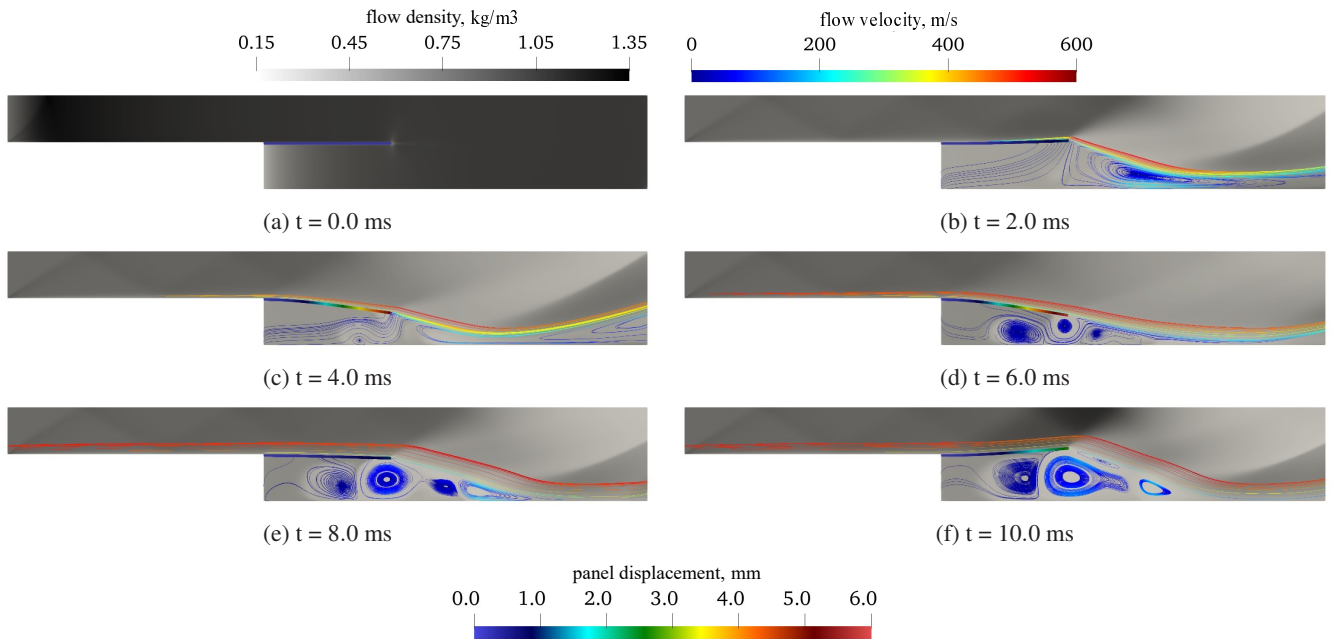 flow density, kg/m3
0.15 0.45 0.75 1.05 1.35
flow velocity, m/s
0 200 400 600
(a) t = 0.0 ms
(b) t = 2.0 ms
(c) t = 4.0 ms
(d) t = 6.0 ms
(e) t = 8.0 ms
(f) t = 10.0 ms
panel displacement, mm
0.0 1.0 2.0 3.0 4.0 5.0 6.0